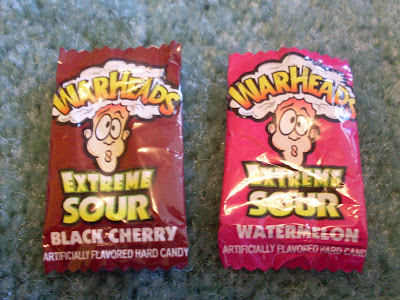 WARHEADS
EXTREME
SOUR
BLACK CHERRY
ARTIFICIALLY FLAVORED HARD CANDY
WARHEADS
EXTREME
SOUR
WATERMELON
ARTIFICIALLY FLAVORED HARD CANDY